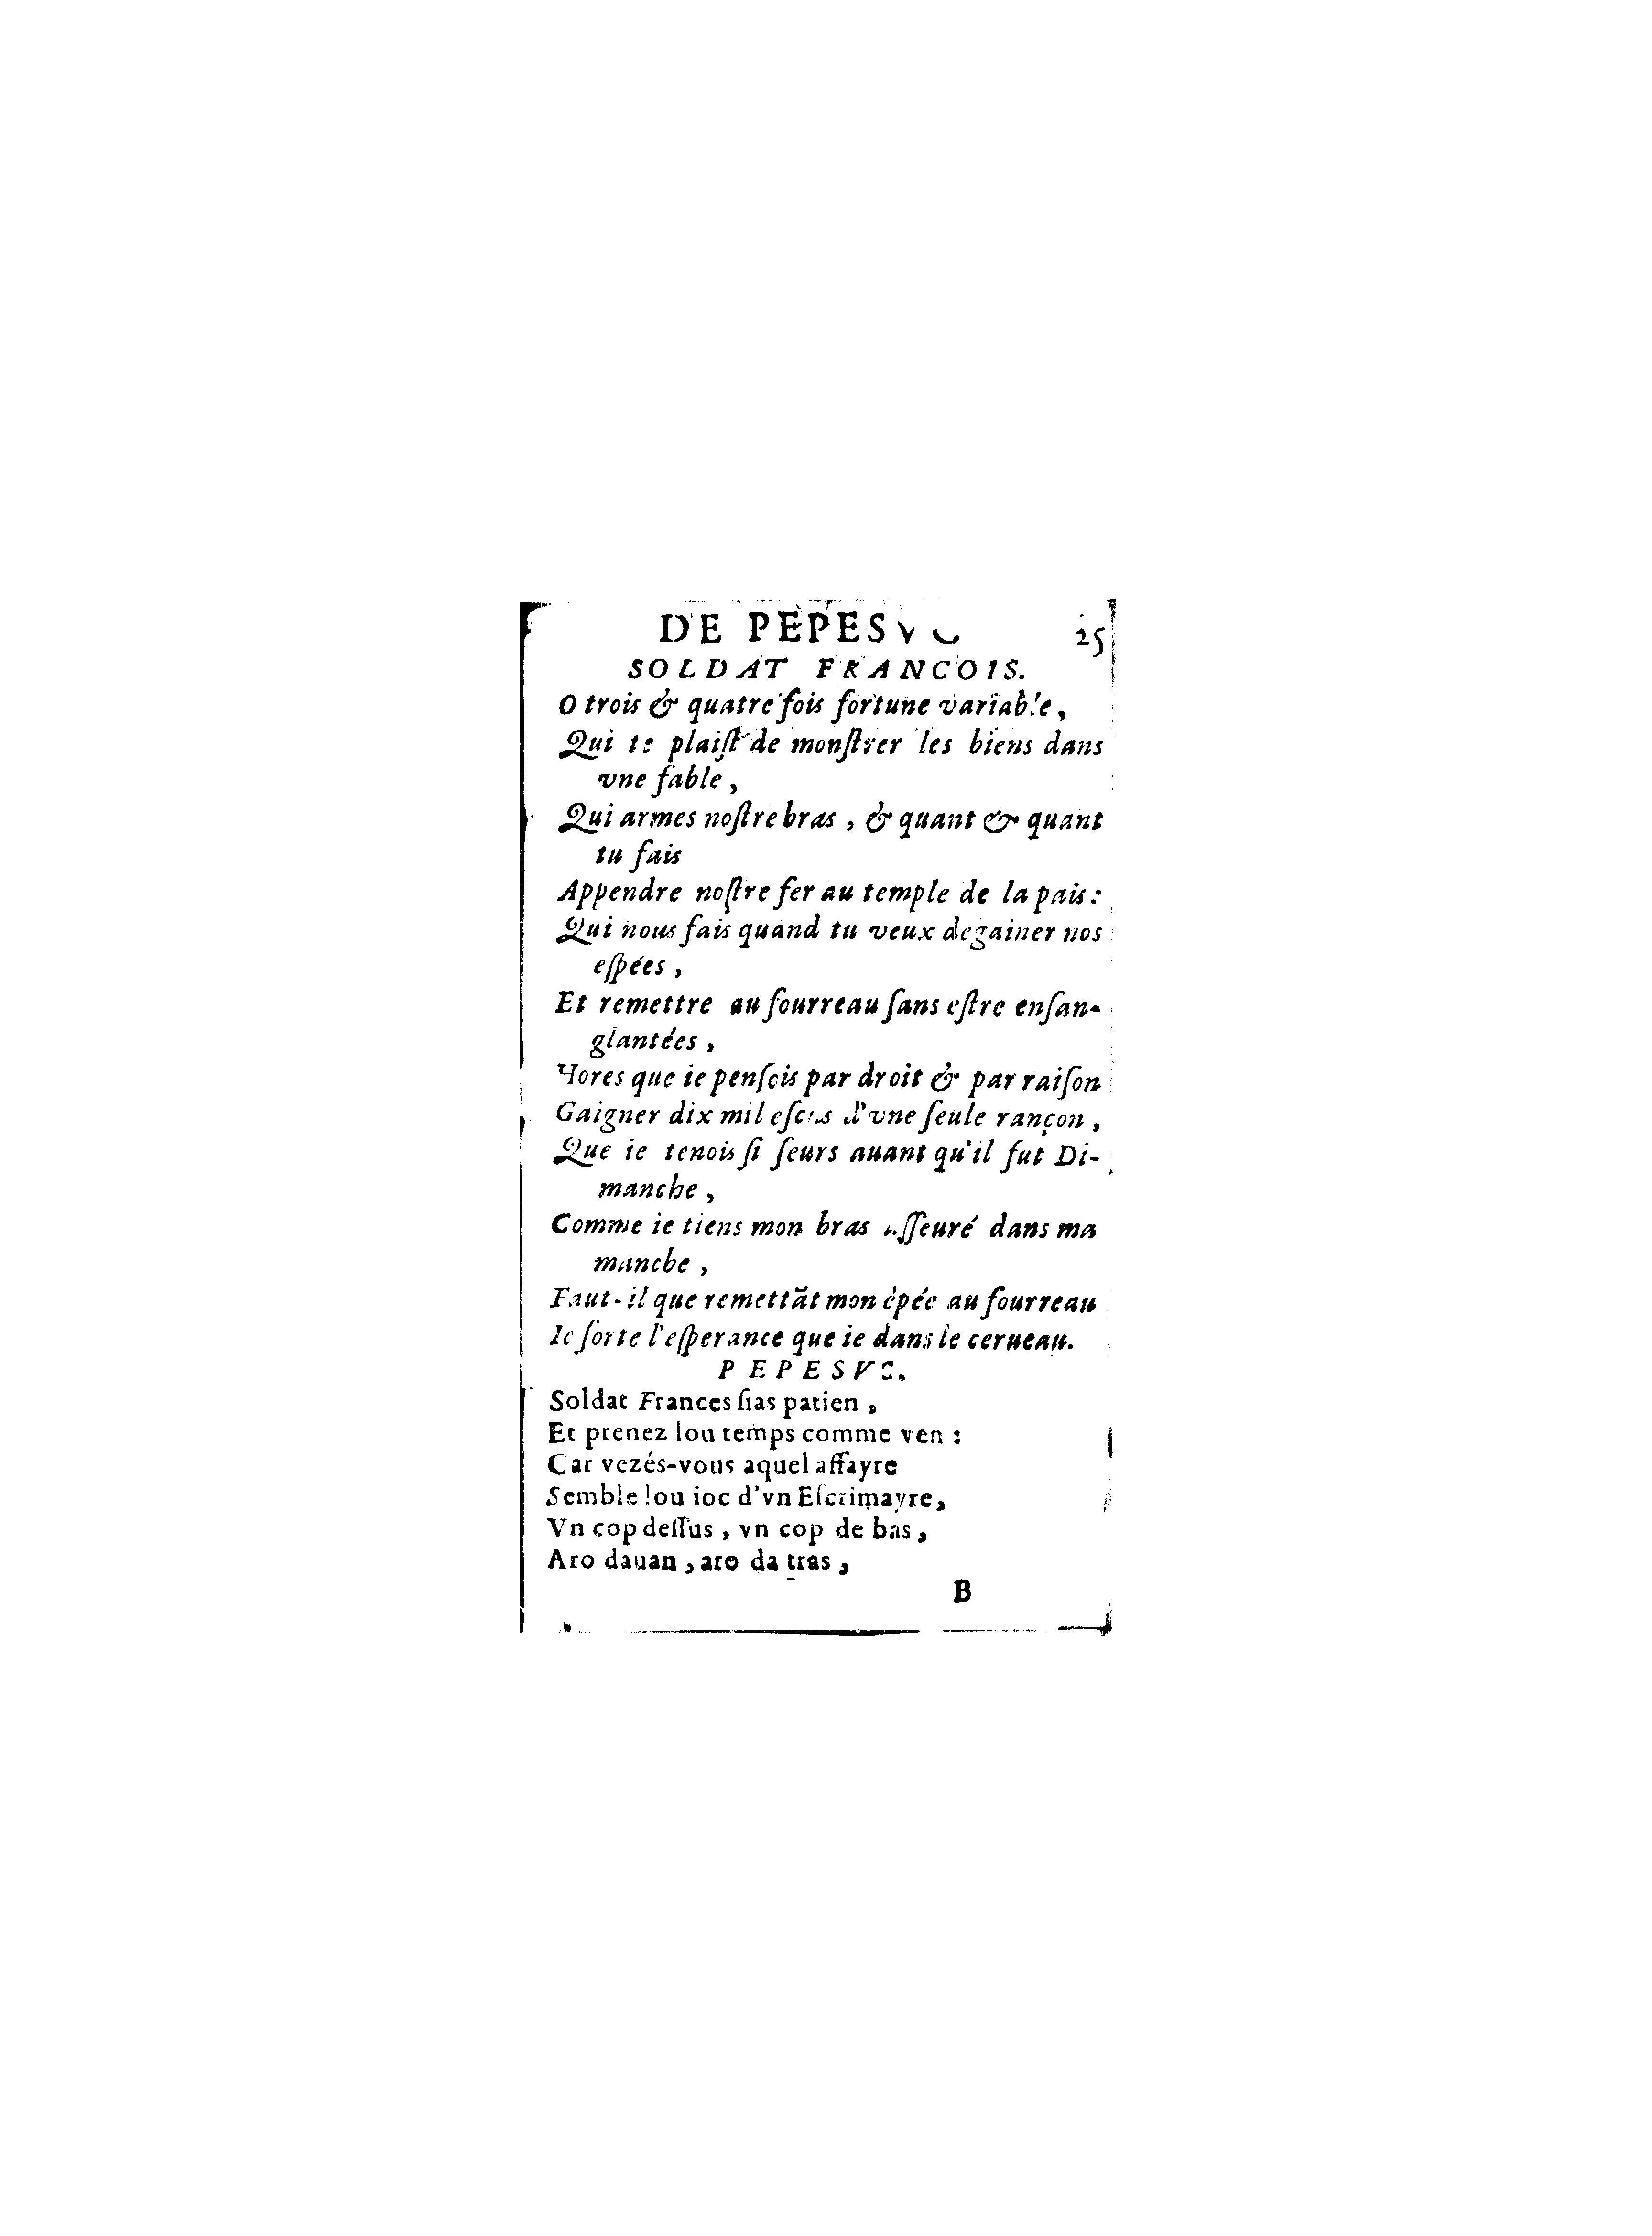 DE PEPESVC 25
SOLDAT FRANCOIS.
O trois & quatre fois fortune variable,
Qui te plaiſt de monſtrer les biens dans
vne fable,
Qui armes noſtre bras, & quant & quant
tu fais
Appendre noſtre fer au temple de la pais:
Qui nous fais quand tu veux degainer nos
eſpées,
Et remettre au fourreau ſans eſtre enſan-
glantées,
Hores que ie penſois par droit & par raiſon
Gaigner dix mil eſcus d'vne ſeule rançon,
Que ie tenois ſi ſeurs auant qu'il fut Di-
manche,
Comme ie tiens mon bras aſſeuré dans ma
manche,
Faut-il que remettāt mon épée au fourreau
Ie ſorte l'eſperance que ie dans le cerueau.
PEPESVC.
Soldat Frances ſias patien,
Et prenez lou temps comme ven:
Car vezés-vous aquel affayre
Semble lou ioc d'vn Eſcrimayre,
Vn cop deſſus, vn cop de bas,
Aro dauan, aro da tras,
B